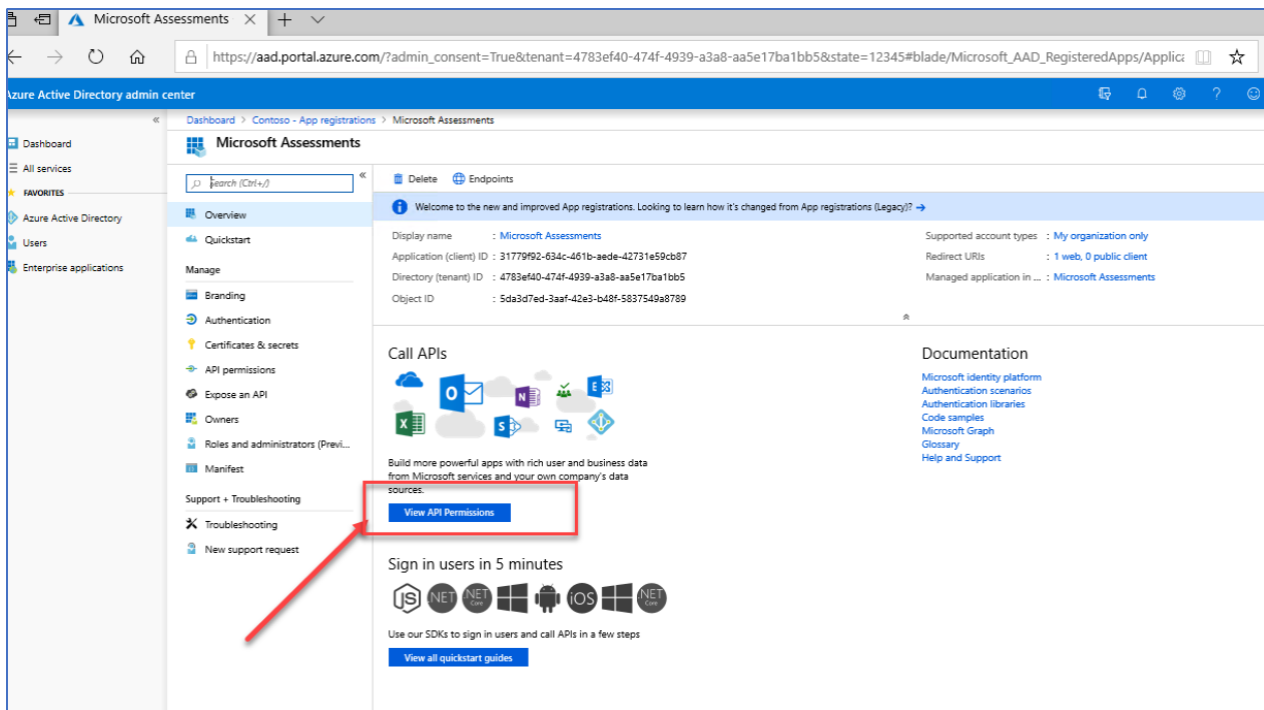 Microsoft Assessments
https://aad.portal.azure.com/?admin_consent=True&tenant=4783ef40-474f-4939-a3a8-aa5e17ba1bb5&state=12345#blade/Microsoft_AAD_RegisteredApps/Applica
Azure Active Directory admin center
Dashboard > Contoso - App registrations > Microsoft Assessments
Microsoft Assessments
Dashboard
All services
FAVORITES
Azure Active Directory
Users
Enterprise applications
Search (Ctrl+/)
Overview
Quickstart
Manage
Branding
Authentication
Certificates & secrets
API permissions
Expose an API
Owners
Roles and administrators (Previ...
Manifest
Support + Troubleshooting
Troubleshooting
New support request
Delete Endpoints
Welcome to the new and improved App registrations. Looking to learn how it's changed from App registrations (Legacy)? →
Display name : Microsoft Assessments
Application (client) ID : 31779f92-634c-461b-aede-42731e59cb87
Directory (tenant) ID : 4783ef40-474f-4939-a3a8-aa5e17ba1bb5
Object ID : 5da3d7ed-3aaf-42e3-b48f-5837549a8789
Supported account types : My organization only
Redirect URIs : 1 web, 0 public client
Managed application in ... : Microsoft Assessments
Call APIs
Build more powerful apps with rich user and business data
from Microsoft services and your own company's data
sources.
View API Permissions
Sign in users in 5 minutes
JS .NET .NET Core iOS .NET Core
Use our SDKs to sign in users and call APIs in a few steps
View all quickstart guides
Documentation
Microsoft identity platform
Authentication scenarios
Authentication libraries
Code samples
Microsoft Graph
Glossary
Help and Support